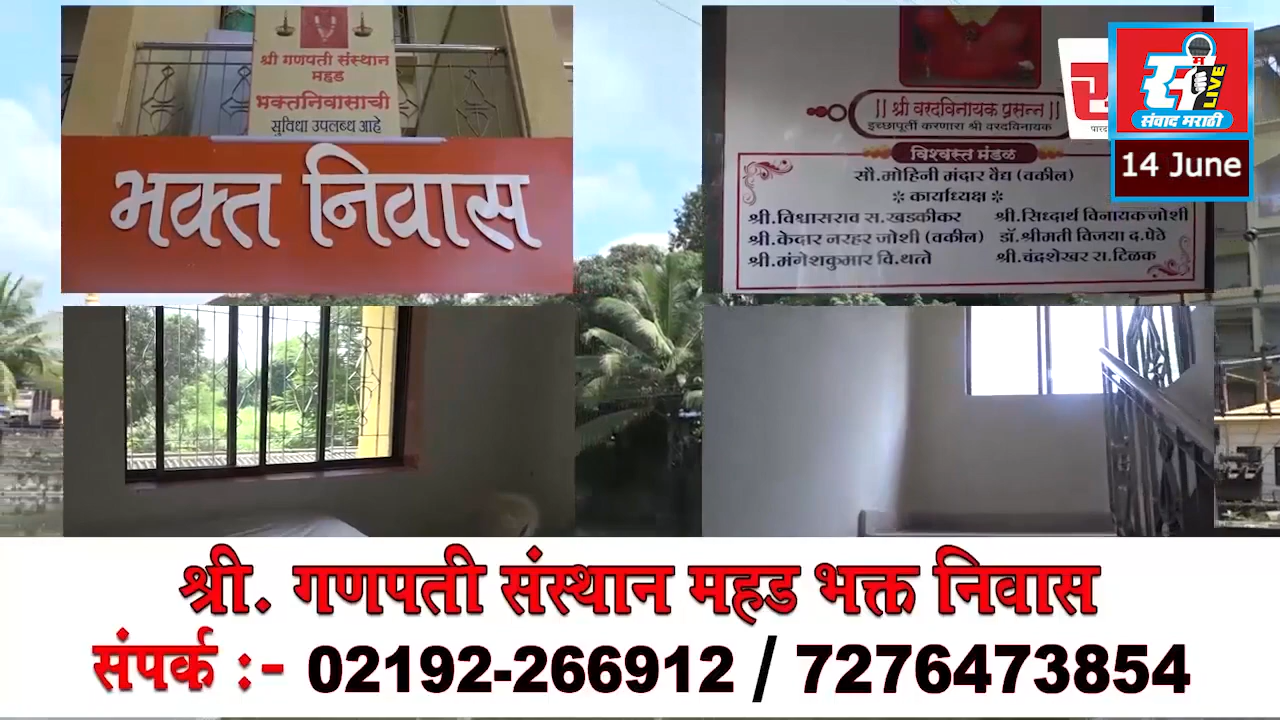 श्री गणपती संस्थान
महड
भक्तनिवासाची
सुविधा उपलब्ध आहे
भक्त निवास
|| श्री वरदविनायक प्रसन्न ||
इच्छापूर्ती करणारा श्री वरदविनायक
विश्वस्त मंडळ
सौ.मोहिनी मंदार वैद्य (वकील)
* कार्याध्यक्ष *
श्री.विश्वासराव स.खडकीकर श्री.सिध्दार्थ विनायक जोशी
श्री.केदार नरहर जोशी (वकील) डॉ.श्रीमती विजया द.पेठे
श्री.मंगेशकुमार वि.थत्ते श्री.चंद्रशेखर रा.टिळक
LIVE
संवाद मराठी
14 June
श्री. गणपती संस्थान महड भक्त निवास
संपर्क :- 02192-266912 / 7276473854